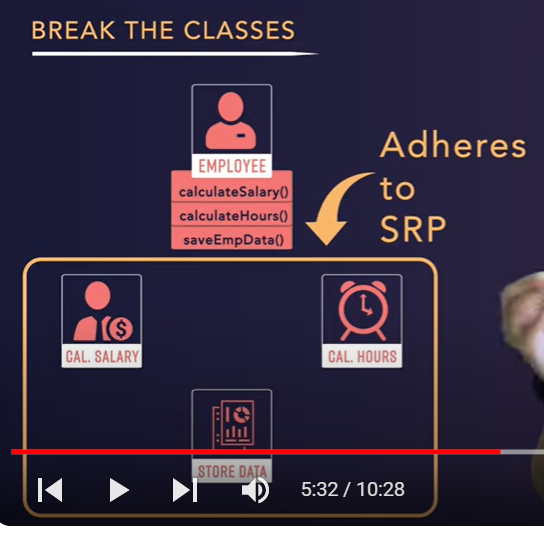 BREAK THE CLASSES
EMPLOYEE
calculateSalary()
calculateHours()
saveEmpData()
Adheres
to
SRP
CAL. SALARY
CAL. HOURS
STORE DATA
5:32 / 10:28